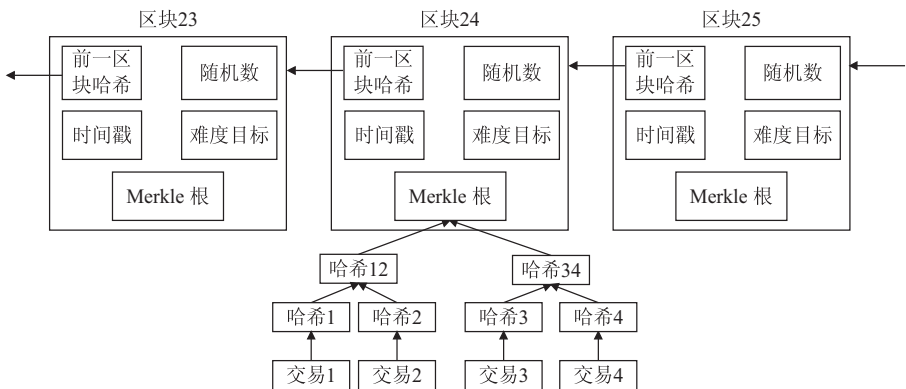 区块23
区块24
区块25
前一区
块哈希
随机数
前一区
块哈希
随机数
前一区
块哈希
随机数
时间戳
难度目标
时间戳
难度目标
时间戳
难度目标
Merkle 根
Merkle 根
Merkle 根
哈希12
哈希34
哈希1
哈希2
哈希3
哈希4
交易1
交易2
交易3
交易4